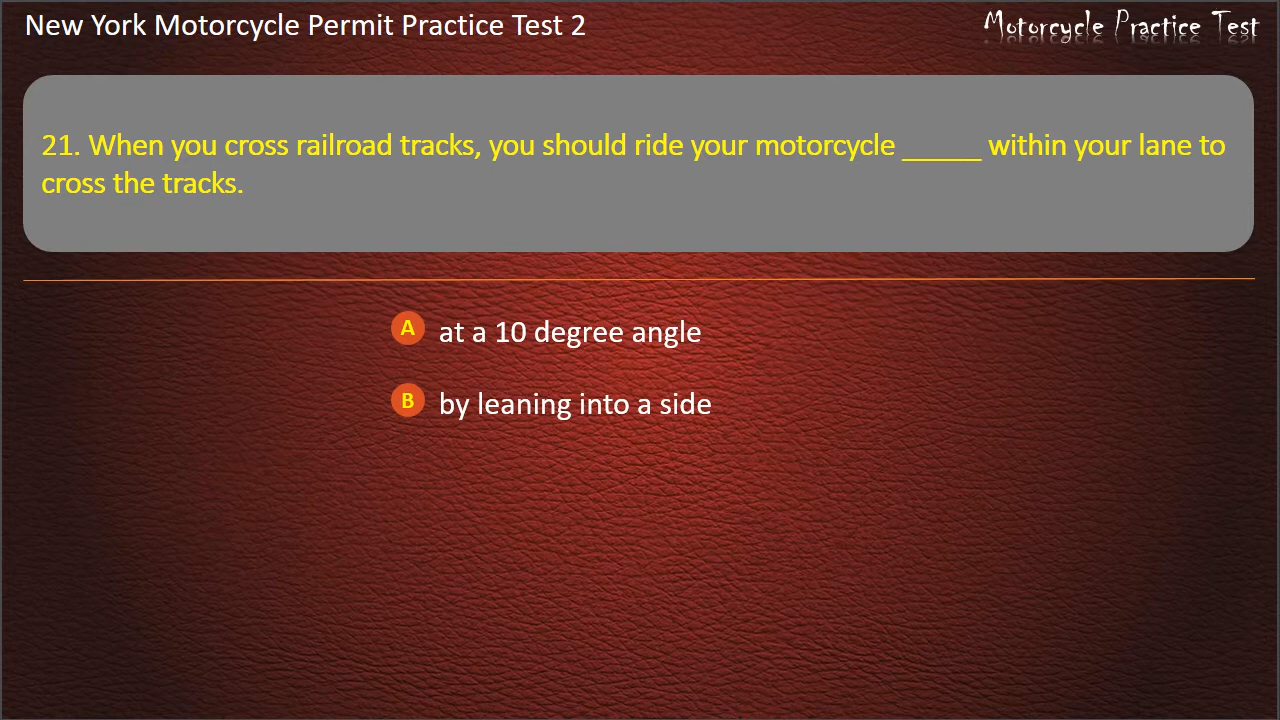 New York Motorcycle Permit Practice Test 2
Motorcycle Practice Test
21. When you cross railroad tracks, you should ride your motorcycle _____ within your lane to
cross the tracks.
A at a 10 degree angle
B by leaning into a side